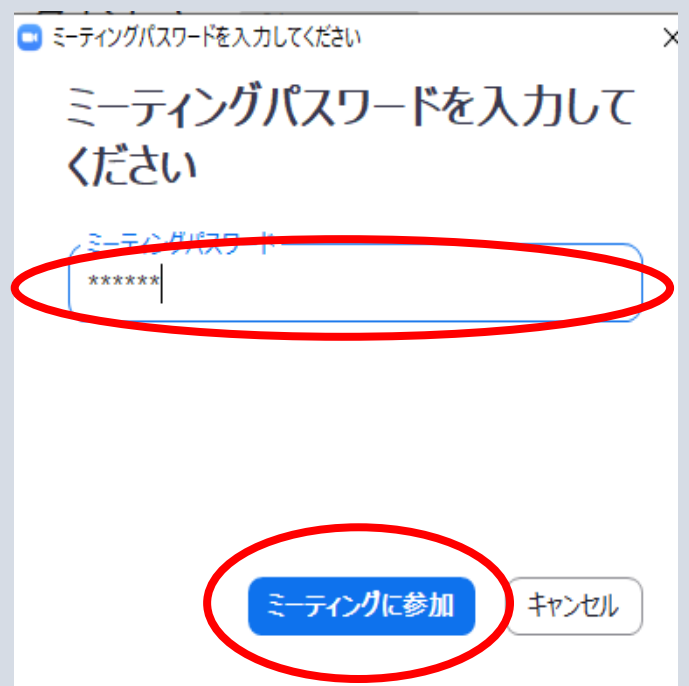 ミーティングパスワードを入力してください
ミーティングパスワードを入力して
ください
ミーティングパスワード
******
ミーティングに参加
キャンセル